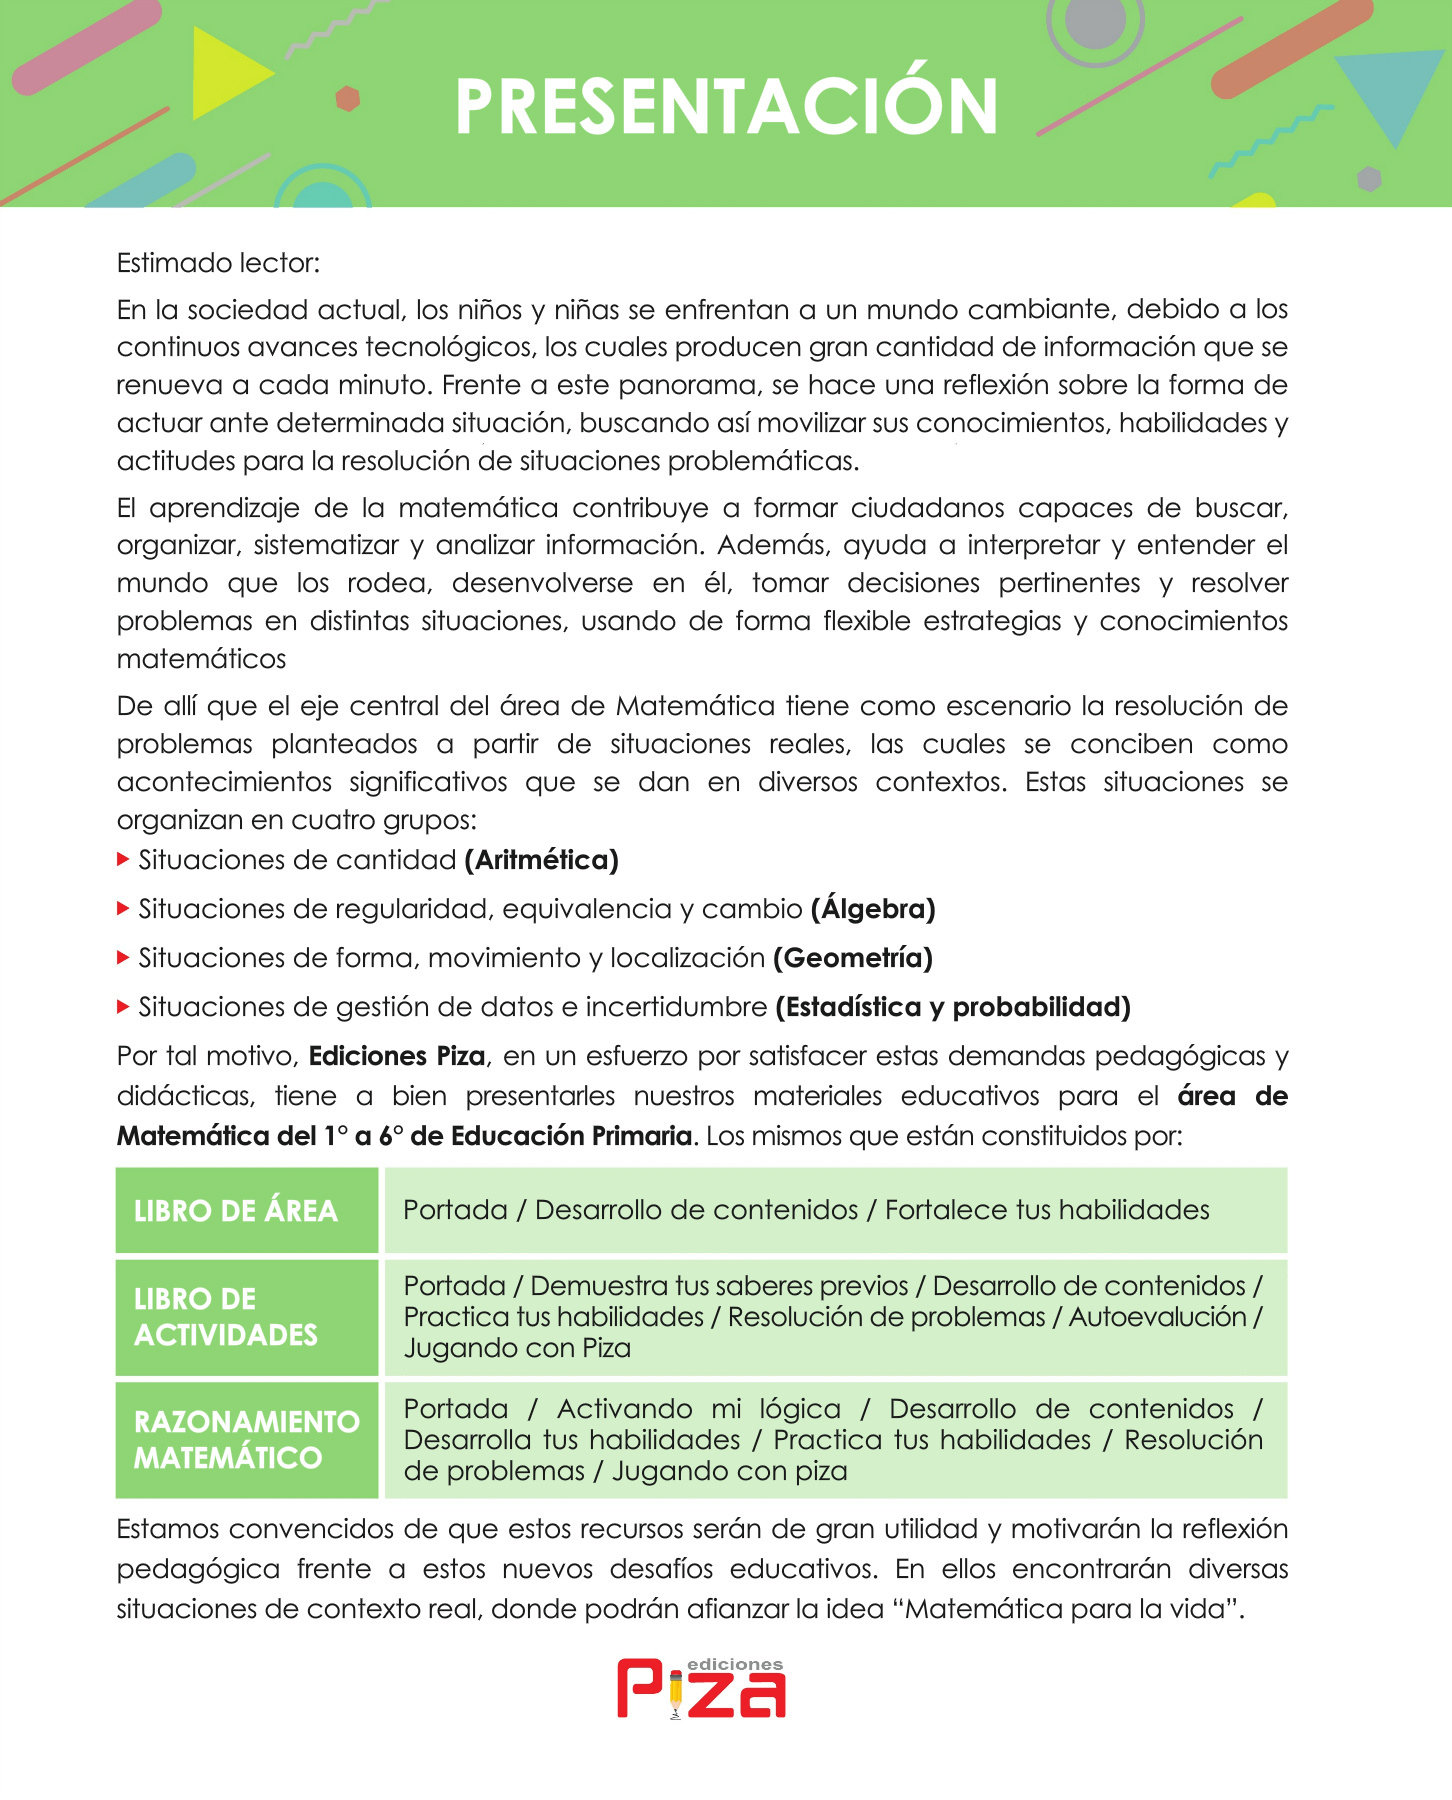 PRESENTACIÓN
Estimado lector:
En la sociedad actual, los niños y niñas se enfrentan a un mundo cambiante, debido a los
continuos avances tecnológicos, los cuales producen gran cantidad de información que se
renueva a cada minuto. Frente a este panorama, se hace una reflexión sobre la forma de
actuar ante determinada situación, buscando así movilizar sus conocimientos, habilidades y
actitudes para la resolución de situaciones problemáticas.
El aprendizaje de la matemática contribuye a formar ciudadanos capaces de buscar,
organizar, sistematizar y analizar información. Además, ayuda a interpretar y entender el
mundo que los rodea, desenvolverse en él, tomar decisiones pertinentes y resolver
problemas en distintas situaciones, usando de forma flexible estrategias y conocimientos
matemáticos
De allí que el eje central del área de Matemática tiene como escenario la resolución de
problemas planteados a partir de situaciones reales, las cuales se conciben como
acontecimientos significativos que se dan en diversos contextos. Estas situaciones se
organizan en cuatro grupos:
Situaciones de cantidad (Aritmética)
Situaciones de regularidad, equivalencia y cambio (Álgebra)
Situaciones de forma, movimiento y localización (Geometría)
Situaciones de gestión de datos e incertidumbre (Estadística y probabilidad)
Por tal motivo, Ediciones Piza, en un esfuerzo por satisfacer estas demandas pedagógicas y
didácticas, tiene a bien presentarles nuestros materiales educativos para el área de
Matemática del 1° a 6° de Educación Primaria. Los mismos que están constituidos por:
LIBRO DE ÁREA
Portada / Desarrollo de contenidos / Fortalece tus habilidades
LIBRO DE
ACTIVIDADES
Portada / Demuestra tus saberes previos / Desarrollo de contenidos /
Practica tus habilidades / Resolución de problemas / Autoevalución /
Jugando con Piza
RAZONAMIENTO
MATEMÁTICO
Portada / Activando mi lógica / Desarrollo de contenidos /
Desarrolla tus habilidades / Practica tus habilidades / Resolución
de problemas / Jugando con piza
Estamos convencidos de que estos recursos serán de gran utilidad y motivarán la reflexión
pedagógica frente a estos nuevos desafíos educativos. En ellos encontrarán diversas
situaciones de contexto real, donde podrán afianzar la idea “Matemática para la vida”.
ediciones
Piza